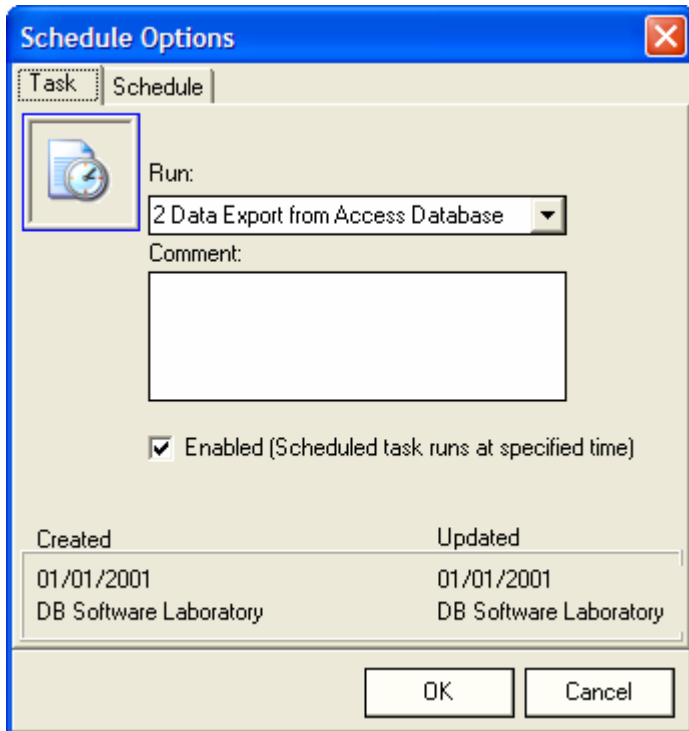 Schedule Options
Task Schedule
Run:
2 Data Export from Access Database
Comment:
Enabled (Scheduled task runs at specified time)
Created Updated
01/01/2001 01/01/2001
DB Software Laboratory DB Software Laboratory
OK Cancel